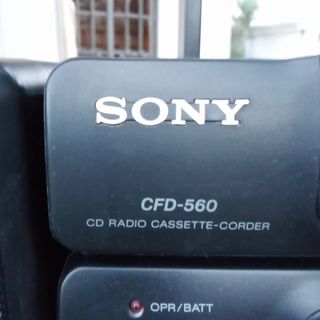 SONY
CFD-560
CD RADIO CASSETTE-CORDER
OPR/BATT